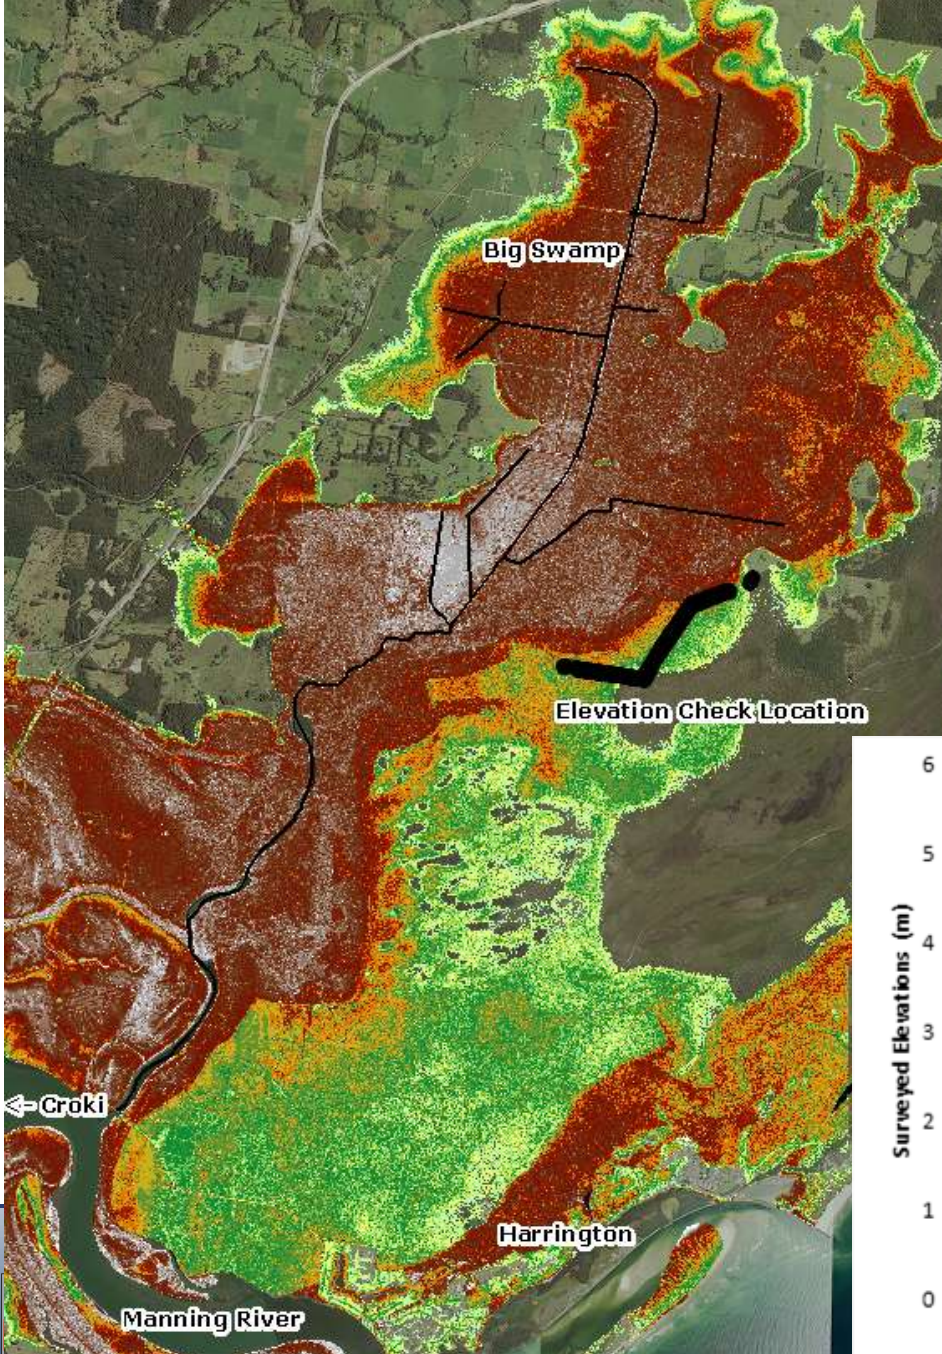 Big Swamp
Elevation Check Location
6
5
4
3
2
1
0
Surveyed Elevations (m)
<- Croki
Harrington
Manning River